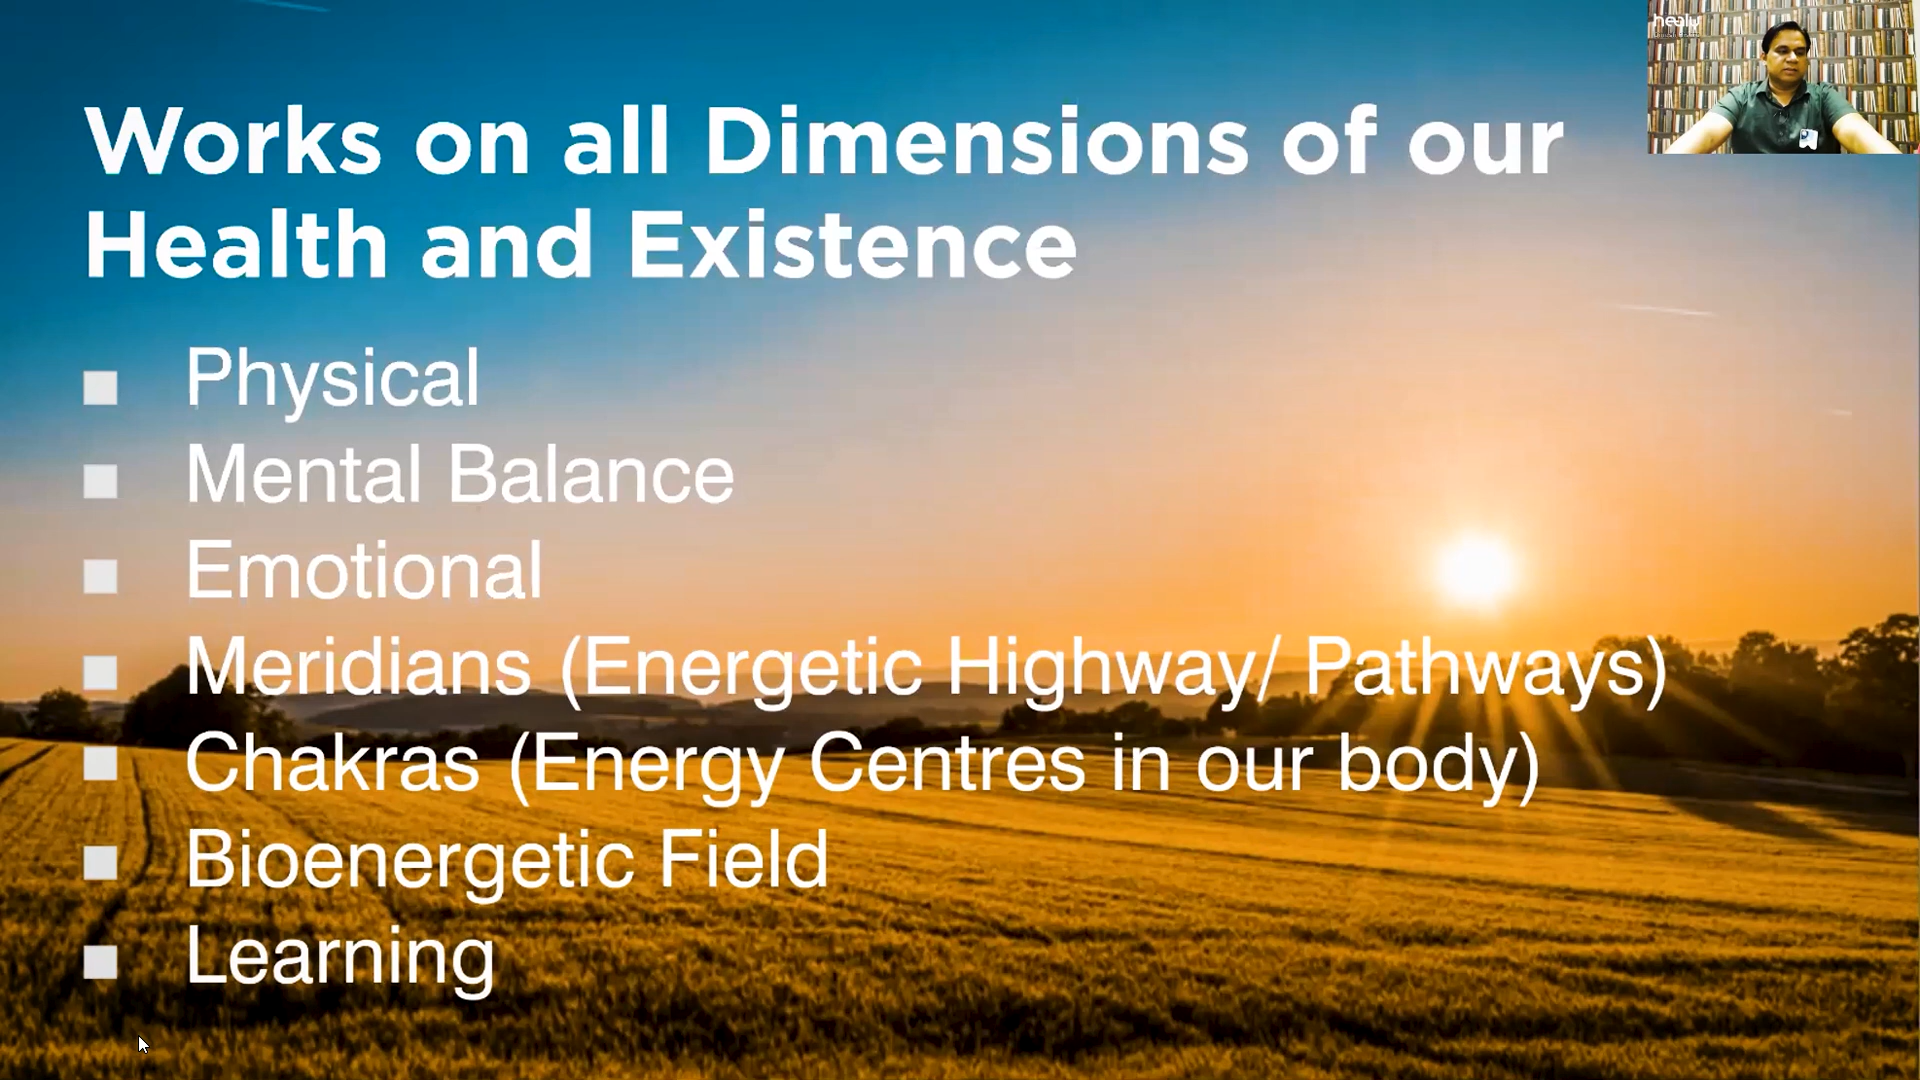 healy
Works on all Dimensions of our
Health and Existence
Physical
Mental Balance
Emotional
Meridians (Energetic Highway/ Pathways)
Chakras (Energy Centres in our body)
Bioenergetic Field
Learning